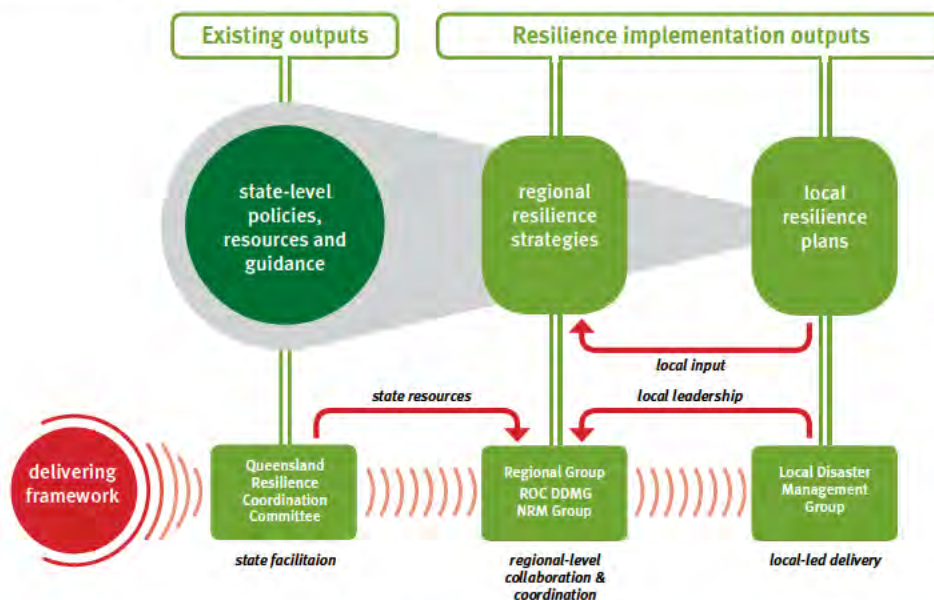 Existing outputs
Resilience implementation outputs
state-level
policies,
resources and
guidance
regional
resilience
strategies
local
resilience
plans
local input
state resources
local leadership
delivering
framework
Queensland
Resilience
Coordination
Committee
Regional Group
ROC DDMG
NRM Group
Local Disaster
Management
Group
state facilitaion
regional-level
collaboration &
coordination
local-led delivery